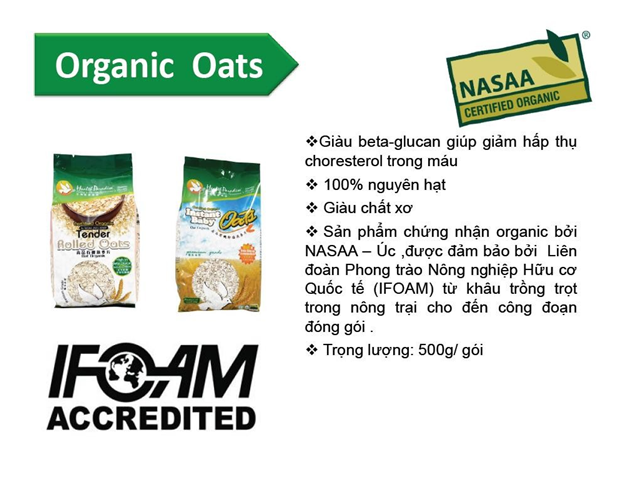 Organic Oats
NASAA
CERTIFIED ORGANIC
®
❖Giàu beta-glucan giúp giảm hấp thụ
choresterol trong máu
❖ 100% nguyên hạt
❖ Giàu chất xơ
❖ Sản phẩm chứng nhận organic bởi
NASAA – Úc ,được đảm bảo bởi Liên
đoàn Phong trào Nông nghiệp Hữu cơ
Quốc tế (IFOAM) từ khâu trồng trọt
trong nông trại cho đến công đoạn
đóng gói .
❖ Trọng lượng: 500g/ gói
Tender
Rolled Oats
Instant
Baby Oats
IFOAM
ACCREDITED